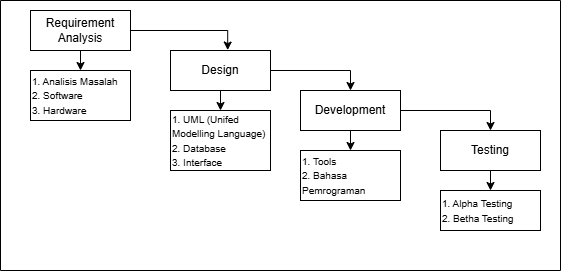 Requirement
Analysis
1. Analisis Masalah
2. Software
3. Hardware
Design
1. UML (Unifed
Modelling Language)
2. Database
3. Interface
Development
1. Tools
2. Bahasa
Pemrograman
Testing
1. Alpha Testing
2. Betha Testing